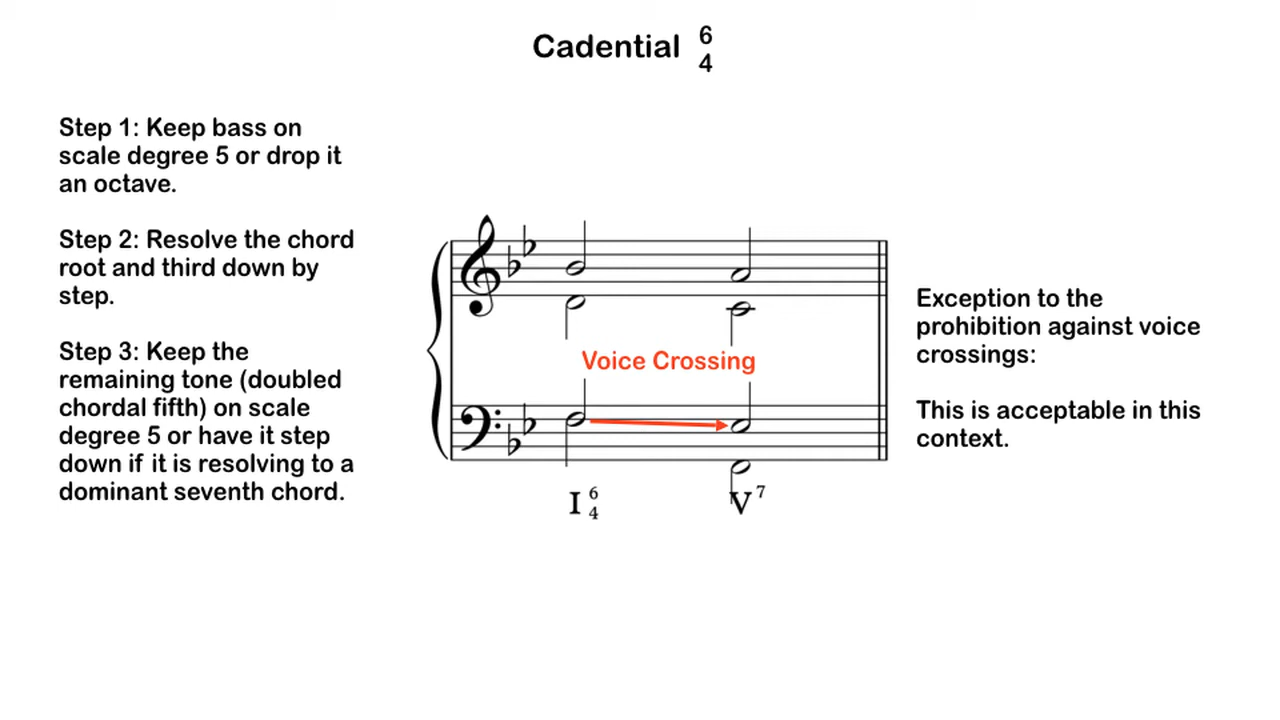 Cadential 6
4
Step 1: Keep bass on
scale degree 5 or drop it
an octave.
Step 2: Resolve the chord
root and third down by
step.
Step 3: Keep the
remaining tone (doubled
chordal fifth) on scale
degree 5 or have it step
down if it is resolving to a
dominant seventh chord.
Voice Crossing
I 6
4
V 7
Exception to the
prohibition against voice
crossings:
This is acceptable in this
context.